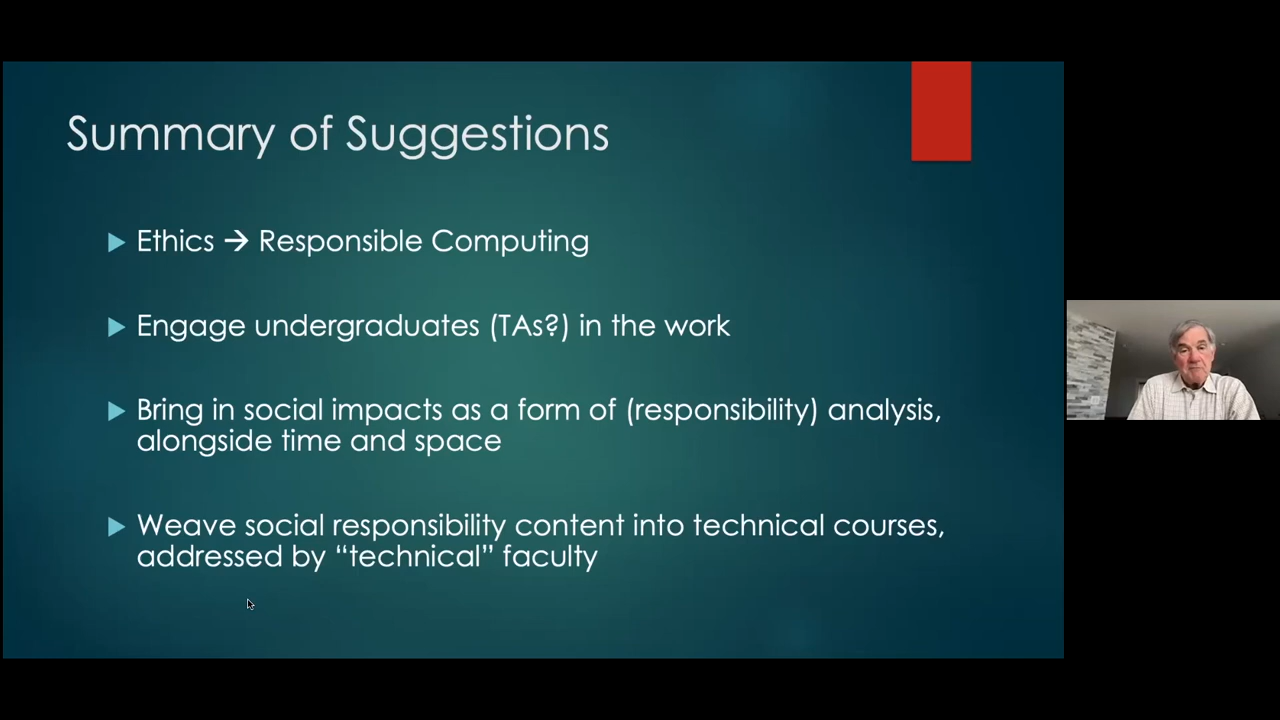 Summary of Suggestions
Ethics → Responsible Computing
Engage undergraduates (TAs?) in the work
Bring in social impacts as a form of (responsibility) analysis,
alongside time and space
Weave social responsibility content into technical courses,
addressed by “technical” faculty